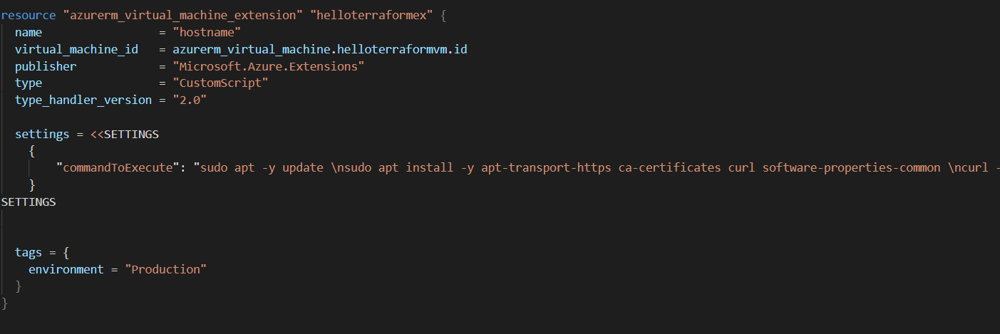 resource "azurerm_virtual_machine_extension" "helloterraformex" {
  name                 = "hostname"
  virtual_machine_id   = azurerm_virtual_machine.helloterraformvm.id
  publisher            = "Microsoft.Azure.Extensions"
  type                 = "CustomScript"
  type_handler_version = "2.0"
  settings = <<SETTINGS
    {
        "commandToExecute": "sudo apt -y update \nsudo apt install -y apt-transport-https ca-certificates curl software-properties-common \ncurl -
    }
SETTINGS
  tags = {
    environment = "Production"
  }
}